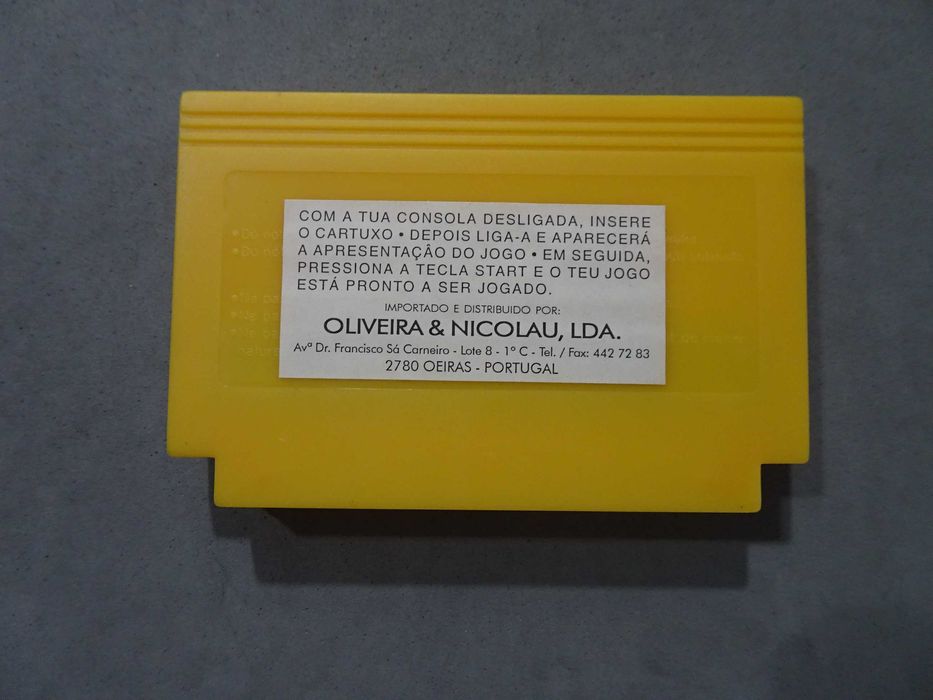 COM A TUA CONSOLA DESLIGADA, INSERE
O CARTUXO • DEPOIS LIGA-A E APARECERÁ
A APRESENTAÇÂO DO JOGO • EM SEGUIDA,
PRESSIONA A TECLA START E O TEU JOGO
ESTÁ PRONTO A SER JOGADO.
IMPORTADO E DISTRIBUIDO POR:
OLIVEIRA & NICOLAU, LDA.
Avª Dr. Francisco Sá Carneiro - Lote 8 - 1º C - Tel. / Fax: 442 72 83
2780 OEIRAS - PORTUGAL